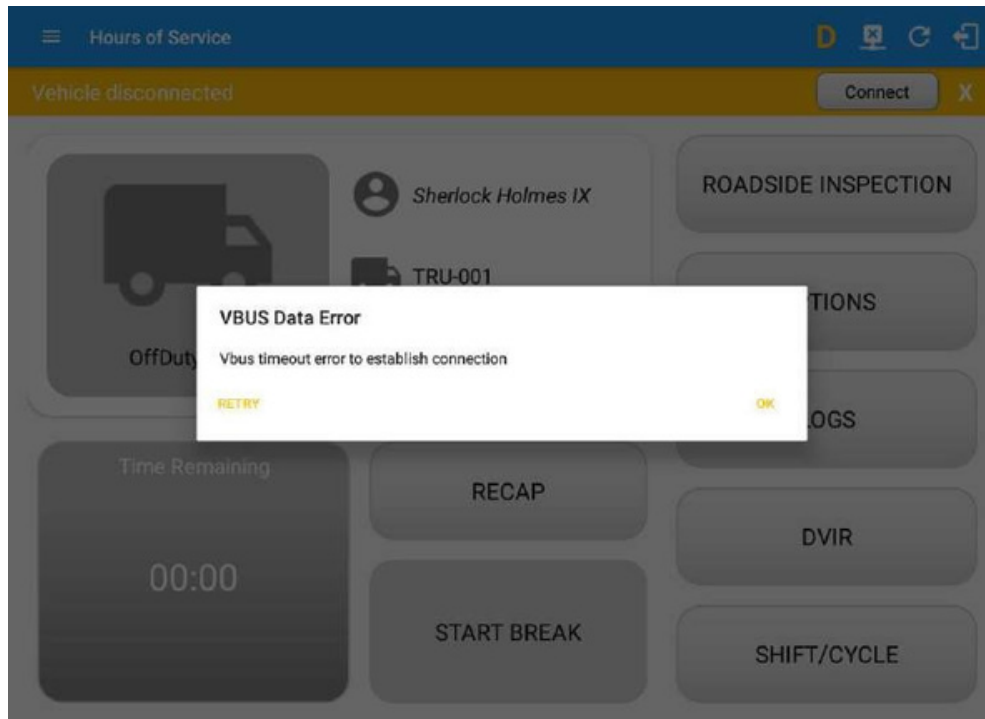 Hours of Service
D
Vehicle disconnected
Connect
X
Sherlock Holmes IX
TRU-001
OffDuty
ROADSIDE INSPECTION
TIONS
LOGS
DVIR
SHIFT/CYCLE
VBUS Data Error
Vbus timeout error to establish connection
RETRY
OK
Time Remaining
00:00
RECAP
START BREAK